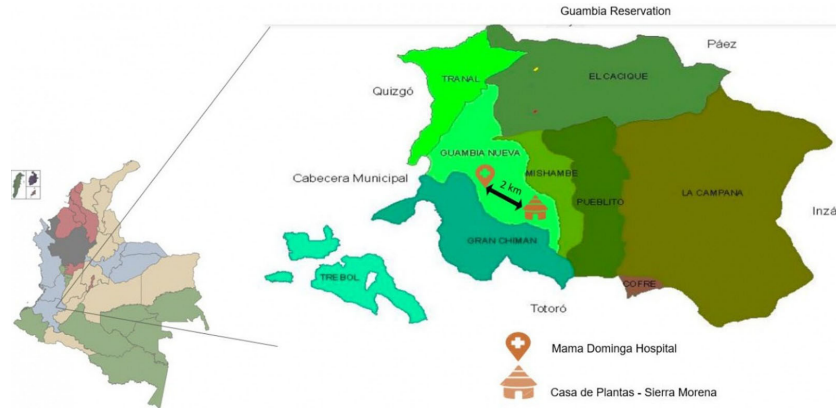 Guambia Reservation
Páez
TRANAL
EL CACIQUE
Quizgó
GUAMBIA NUEVA
MISHAMBE
Cabecera Municipal
2 km
PUEBLITO
LA CAMPANA
Inzá
GRAN CHIMAN
TREBOL
COFRE
Totoró
Mama Dominga Hospital
Casa de Plantas - Sierra Morena